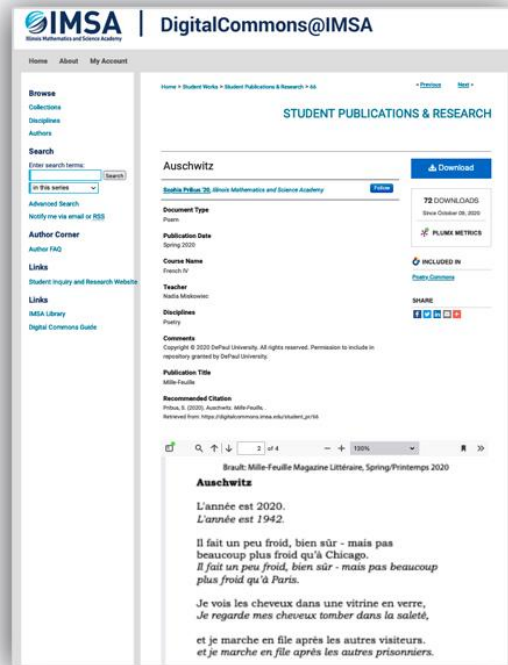 IMSA
Illinois Mathematics and Science Academy
DigitalCommons@IMSA
Home About My Account
Browse
Collections
Disciplines
Authors
Search
Enter search terms:
Search
in this series
Advanced Search
Notify me via email or RSS
Author Corner
Author FAQ
Links
Student Inquiry and Research Website
Links
IMSA Library
Digital Commons Guide
Home > Student Works > Student Publications & Research > 66
< Previous Next >
STUDENT PUBLICATIONS & RESEARCH
Auschwitz
Sophia Pribus '20, Illinois Mathematics and Science Academy
Follow
Document Type
Poem
Publication Date
Spring 2020
Course Name
French IV
Teacher
Nadia Miskowiec
Disciplines
Poetry
Comments
Copyright © 2020 DePaul University. All rights reserved. Permission to include in
repository granted by DePaul University.
Publication Title
Mille-Feuille
Recommended Citation
Pribus, S. (2020). Auschwitz. Mille-Feuille, .
Retrieved from: https://digitalcommons.imsa.edu/student_pr/66
Download
72 DOWNLOADS
Since October 08, 2020
PLUMX METRICS
INCLUDED IN
Poetry Commons
SHARE
2 of 4
120%
Brault: Mille-Feuille Magazine Littéraire, Spring/Printemps 2020
Auschwitz
L'année est 2020.
L'année est 1942.
Il fait un peu froid, bien sûr - mais pas
beaucoup plus froid qu'à Chicago.
Il fait un peu froid, bien sûr - mais pas beaucoup
plus froid qu'à Paris.
Je vois les cheveux dans une vitrine en verre,
Je regarde mes cheveux tomber dans la saleté,
et je marche en file après les autres visiteurs.
et je marche en file après les autres prisonniers.